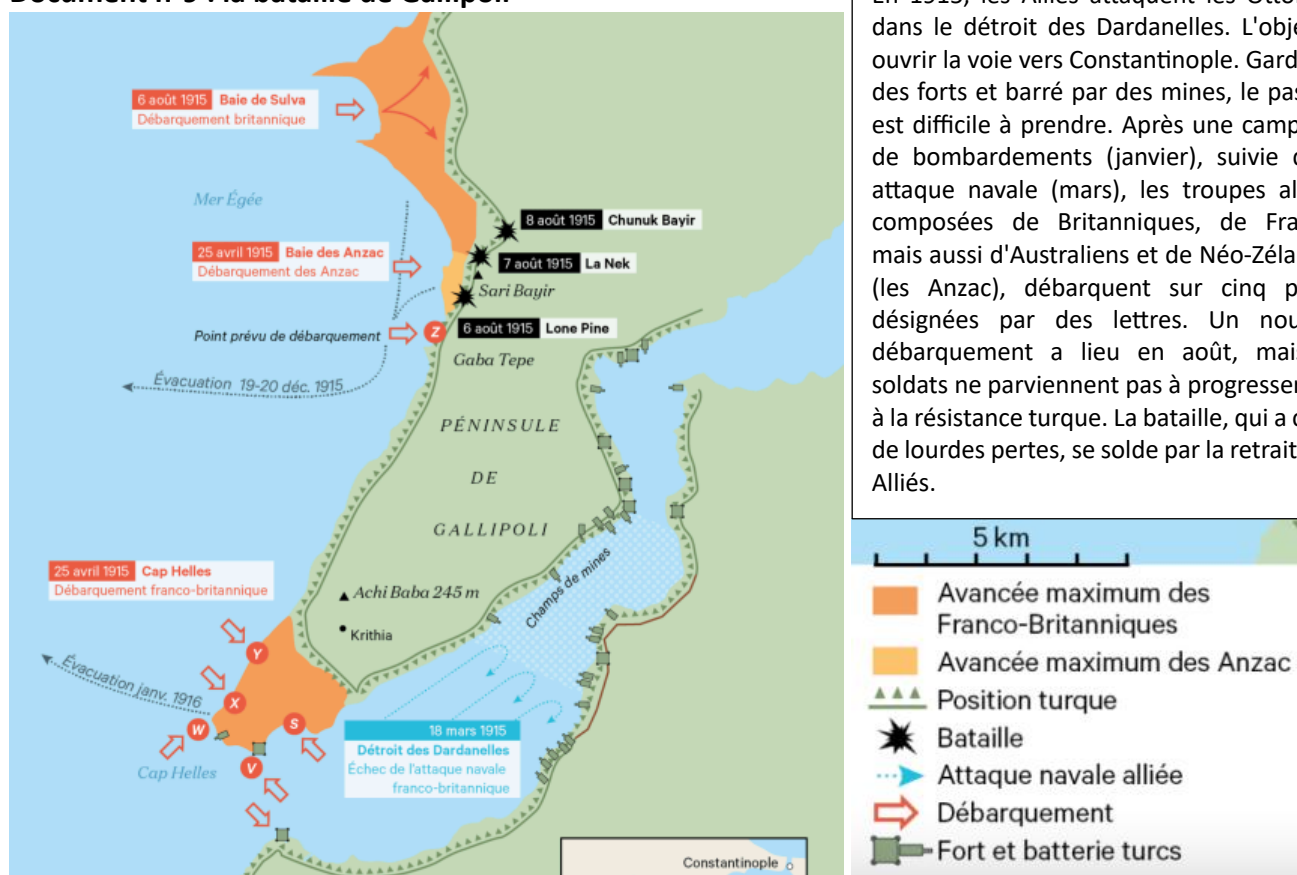 Document : la bataille de Gallipoli
6 août 1915 Baie de Sulva
Débarquement britannique
Mer Égée
8 août 1915 Chunuk Bayir
25 avril 1915 Baie des Anzac
Débarquement des Anzac
7 août 1915 La Nek
Sari Bayir
Point prévu de débarquement
Z
6 août 1915 Lone Pine
Gaba Tepe
Évacuation 19-20 déc. 1915
PÉNINSULE
DE
GALLIPOLI
Champs de mines
25 avril 1915 Cap Helles
Débarquement franco-britannique
Achi Baba 245 m
Krithia
Y
Évacuation janv. 1916
X
W
S
V
Cap Helles
18 mars 1915
Détroit des Dardanelles
Échec de l'attaque navale
franco-britannique
Constantinople
En 1915, les Alliés attaquent les Otto
dans le détroit des Dardanelles. L'obje
ouvrir la voie vers Constantinople. Gard
des forts et barré par des mines, le pas
est difficile à prendre. Après une camp
de bombardements (janvier), suivie
attaque navale (mars), les troupes al
composées de Britanniques, de Fra
mais aussi d'Australiens et de Néo-Zéla
(les Anzac), débarquent sur cinq p
désignées par des lettres. Un nou
débarquement a lieu en août, mais
soldats ne parviennent pas à progresser
à la résistance turque. La bataille, qui a
de lourdes pertes, se solde par la retrait
Alliés.
5 km
Avancée maximum des
Franco-Britanniques
Avancée maximum des Anzac
Position turque
Bataille
Attaque navale alliée
Débarquement
Fort et batterie turcs